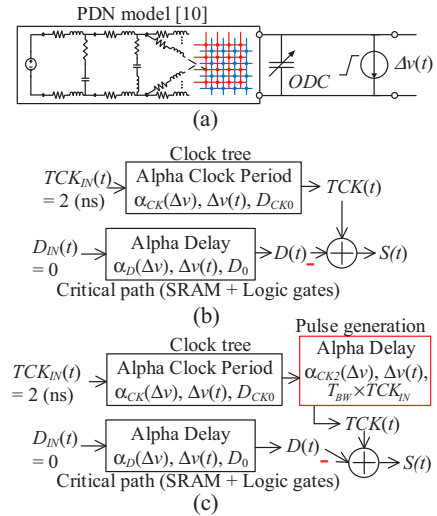 PDN model [10]
ODC
Δv(t)
(a)
Clock tree
TCK_IN(t)
= 2 (ns)
Alpha Clock Period
α_CK(Δv), Δv(t), D_CK0
TCK(t)
D_IN(t)
= 0
Alpha Delay
α_D(Δv), Δv(t), D_0
D(t)
-
+
S(t)
Critical path (SRAM + Logic gates)
(b)
Pulse generation
Clock tree
TCK_IN(t)
= 2 (ns)
Alpha Clock Period
α_CK(Δv), Δv(t), D_CK0
Alpha Delay
α_CK2(Δv), Δv(t),
T_BW×TCK_IN
TCK(t)
D_IN(t)
= 0
Alpha Delay
α_D(Δv), Δv(t), D_0
D(t)
-
+
S(t)
Critical path (SRAM + Logic gates)
(c)